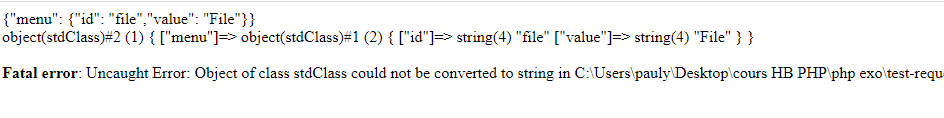 {"menu": {"id": "file","value": "File"}}
object(stdClass)#2 (1) { ["menu"]=> object(stdClass)#1 (2) { ["id"]=> string(4) "file" ["value"]=> string(4) "File" } }
Fatal error: Uncaught Error: Object of class stdClass could not be converted to string in C:\Users\pauly\Desktop\cours HB PHP\php exo\test-requ